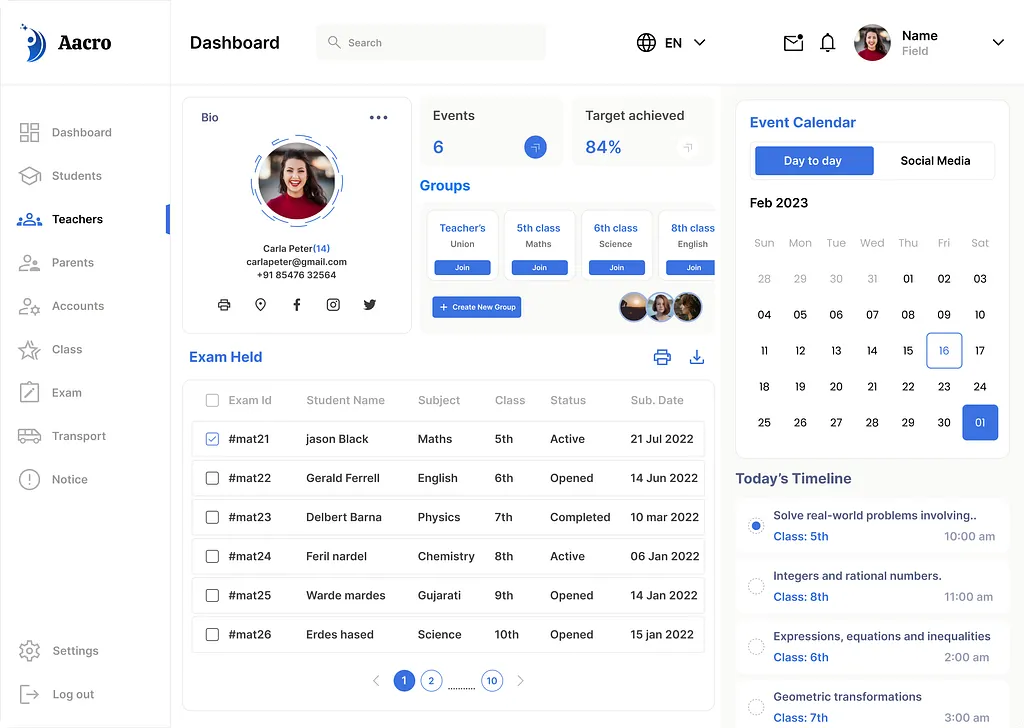 Aacro
Dashboard
Search
EN
Name
Field
Dashboard
Students
Teachers
Parents
Accounts
Class
Exam
Transport
Notice
Settings
Log out
Bio
Carla Peter(14)
carlapeter@gmail.com
+91 85476 32564
Events
6
Target achieved
84%
Groups
Teacher's
Union
Join
5th class
Maths
Join
6th class
Science
Join
8th class
English
Join
+ Create New Group
Exam Held
Exam Id Student Name Subject Class Status Sub. Date
#mat21 jason Black Maths 5th Active 21 Jul 2022
#mat22 Gerald Ferrell English 6th Opened 14 Jun 2022
#mat23 Delbert Barna Physics 7th Completed 10 mar 2022
#mat24 Feril nardel Chemistry 8th Active 06 Jan 2022
#mat25 Warde mardes Gujarati 9th Opened 14 Jan 2022
#mat26 Erdes hased Science 10th Opened 15 jan 2022
1 2 .......... 10
Event Calendar
Day to day Social Media
Feb 2023
Sun Mon Tue Wed Thu Fri Sat
28 29 30 31 01 02 03
04 05 06 07 08 09 10
11 12 13 14 15 16 17
18 19 20 21 22 23 24
25 26 27 28 29 30 01
Today's Timeline
Solve real-world problems involving..
Class: 5th 10:00 am
Integers and rational numbers.
Class: 8th 11:00 am
Expressions, equations and inequalities
Class: 6th 2:00 am
Geometric transformations
Class: 7th 3:00 am